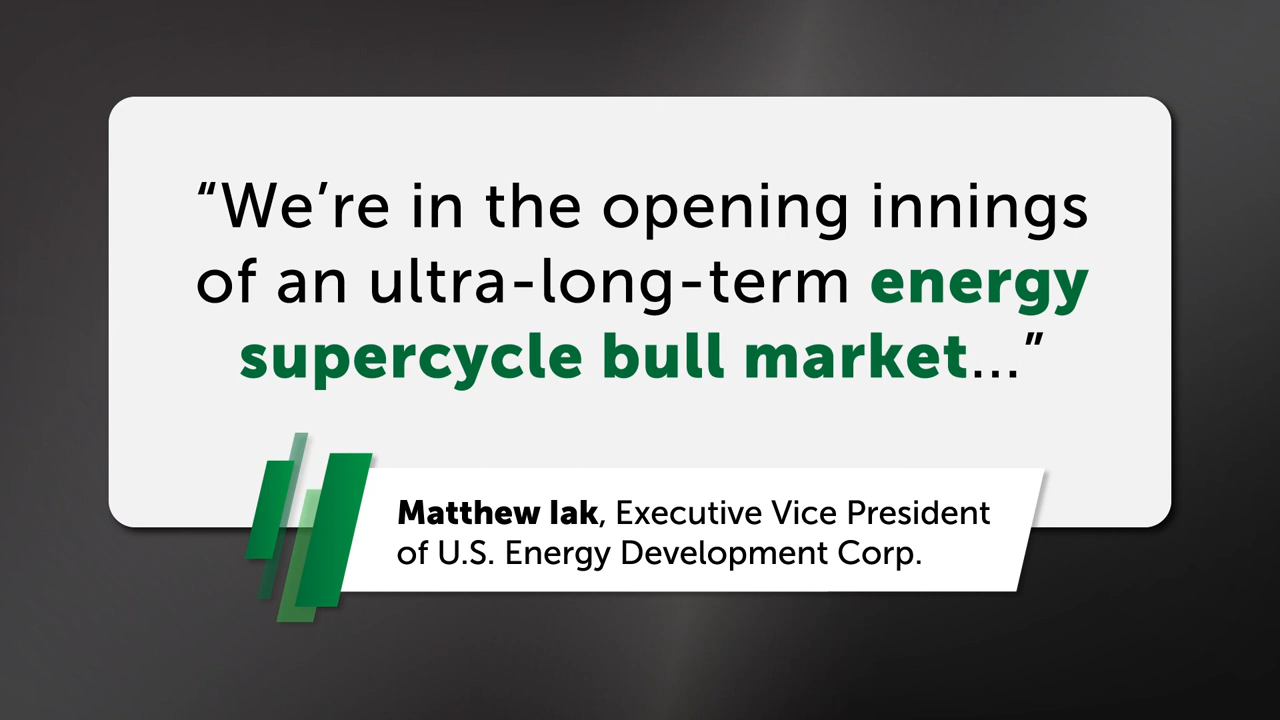 “We’re in the opening innings
of an ultra-long-term energy
supercycle bull market...”
Matthew Iak, Executive Vice President
of U.S. Energy Development Corp.